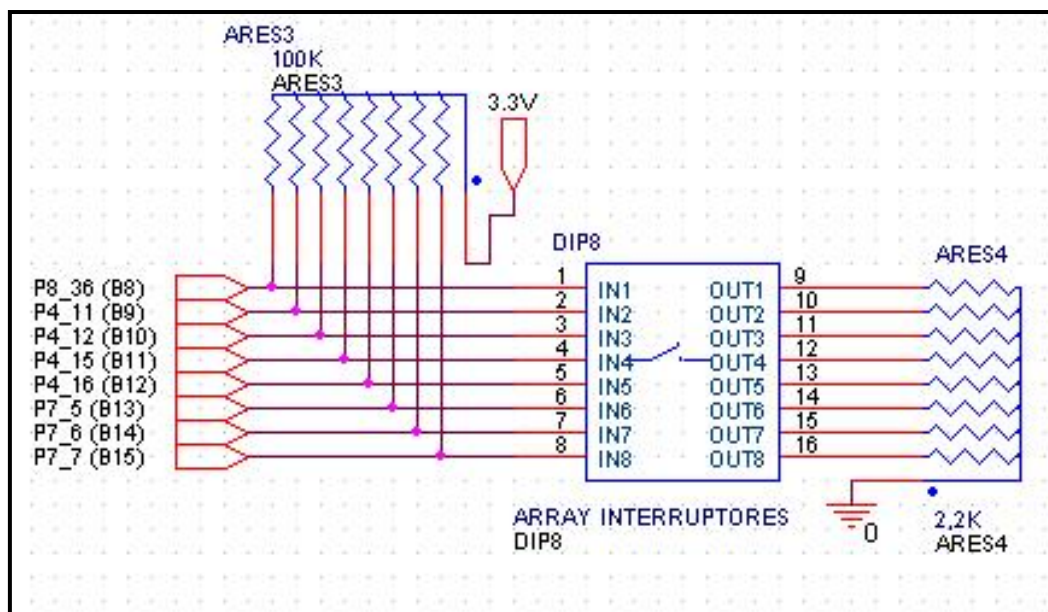 ARES3
100K
ARES3
3.3V
DIP8
ARES4
P8_36 (B8)
P4_11 (B9)
P4_12 (B10)
P4_15 (B11)
P4_16 (B12)
P7_5 (B13)
P7_6 (B14)
P7_7 (B15)
1
2
3
4
5
6
7
8
IN1
IN2
IN3
IN4
IN5
IN6
IN7
IN8
OUT1
OUT2
OUT3
OUT4
OUT5
OUT6
OUT7
OUT8
9
10
11
12
13
14
15
16
ARRAY INTERRUPTORES
DIP8
0
2,2K
ARES4